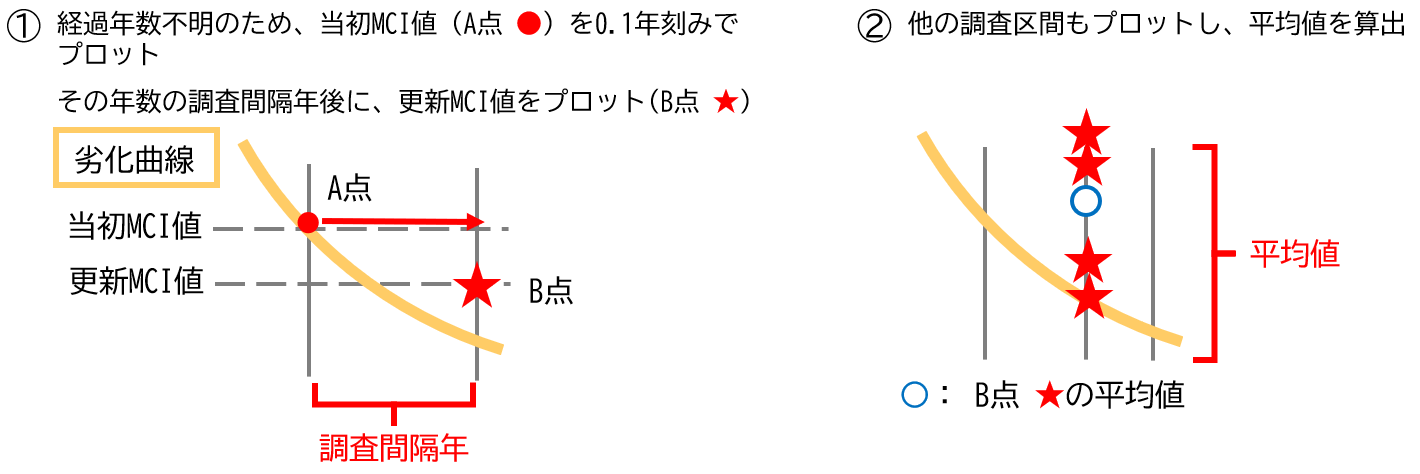 ① 経過年数不明のため、当初MCI値（A点 ●）を0.1年刻みで
プロット
その年数の調査間隔年後に、更新MCI値をプロット(B点 ★)
劣化曲線
A点
当初MCI値
更新MCI値
B点
調査間隔年
② 他の調査区間もプロットし、平均値を算出
平均値
○： B点 ★の平均値